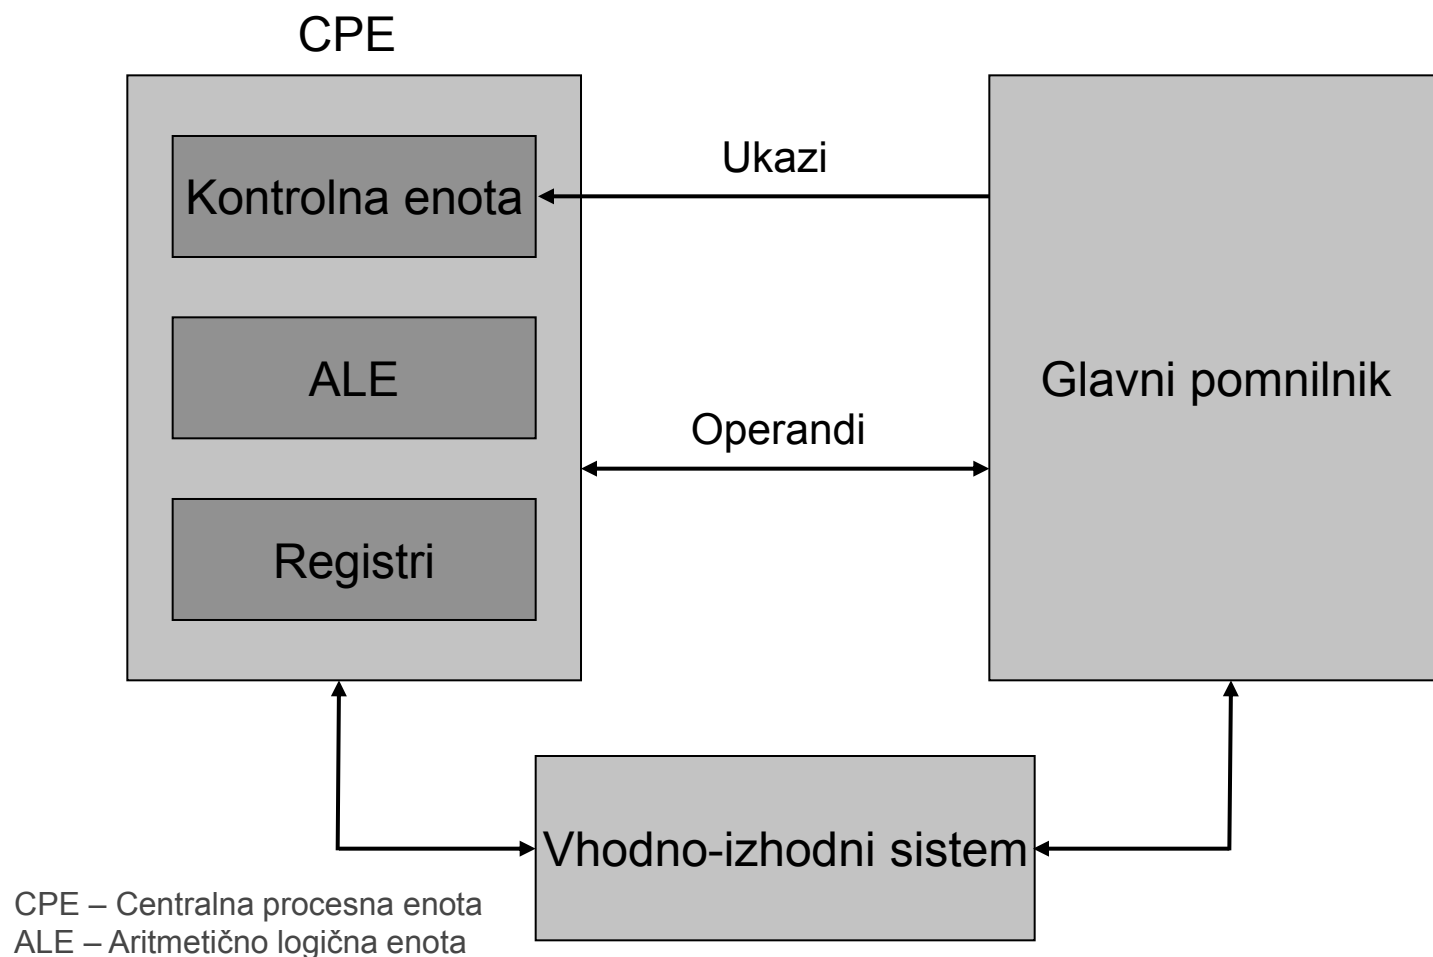 CPE
Kontrolna enota
Ukazi
ALE
Glavni pomnilnik
Operandi
Registri
Vhodno-izhodni sistem
CPE – Centralna procesna enota
ALE – Aritmetično logična enota